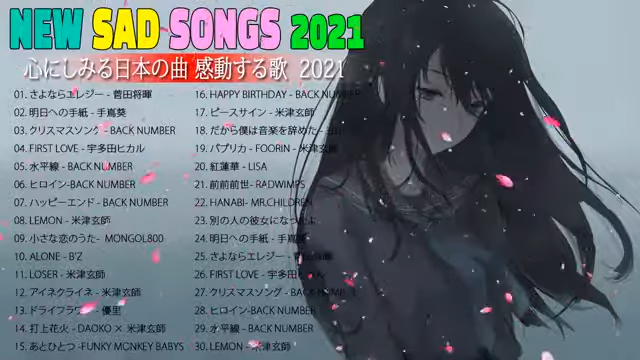 NEW SAD SONGS 2021
心にしみる日本の曲 感動する歌 2021
01. さよならエレジー - 菅田将暉
02. 明日への手紙 - 手嶌葵
03. クリスマスソング - BACK NUMBER
04. FIRST LOVE - 宇多田ヒカル
05. 水平線 - BACK NUMBER
06. ヒロイン-BACK NUMBER
07. ハッピーエンド - BACK NUMBER
08. LEMON - 米津玄師
09. 小さな恋のうた - MONGOL800
10. ALONE - B'Z
11. LOSER - 米津玄師
12. アイネクライネ - 米津玄師
13. ドライフラワー - 優里
14. 打上花火 - DAOKO × 米津玄師
15. あとひとつ -FUNKY MONKEY BABYS
16. HAPPY BIRTHDAY - BACK NUMBER
17. ピースサイン - 米津玄師
18. だから僕は音楽を辞めた -
19. パプリカ - FOORIN - 米津玄師
20. 紅蓮華 - LISA
21. 前前前世 - RADWIMPS
22. HANABI- MR.CHILDREN
23. 別の人の彼女になったよ
24. 明日への手紙 - 手嶌葵
25. さよならエレジー - 菅田将暉
26. FIRST LOVE - 宇多田ヒカル
27. クリスマスソング - BACK NUMBER
28. ヒロイン-BACK NUMBER
29. 水平線 - BACK NUMBER
30. LEMON - 米津玄師